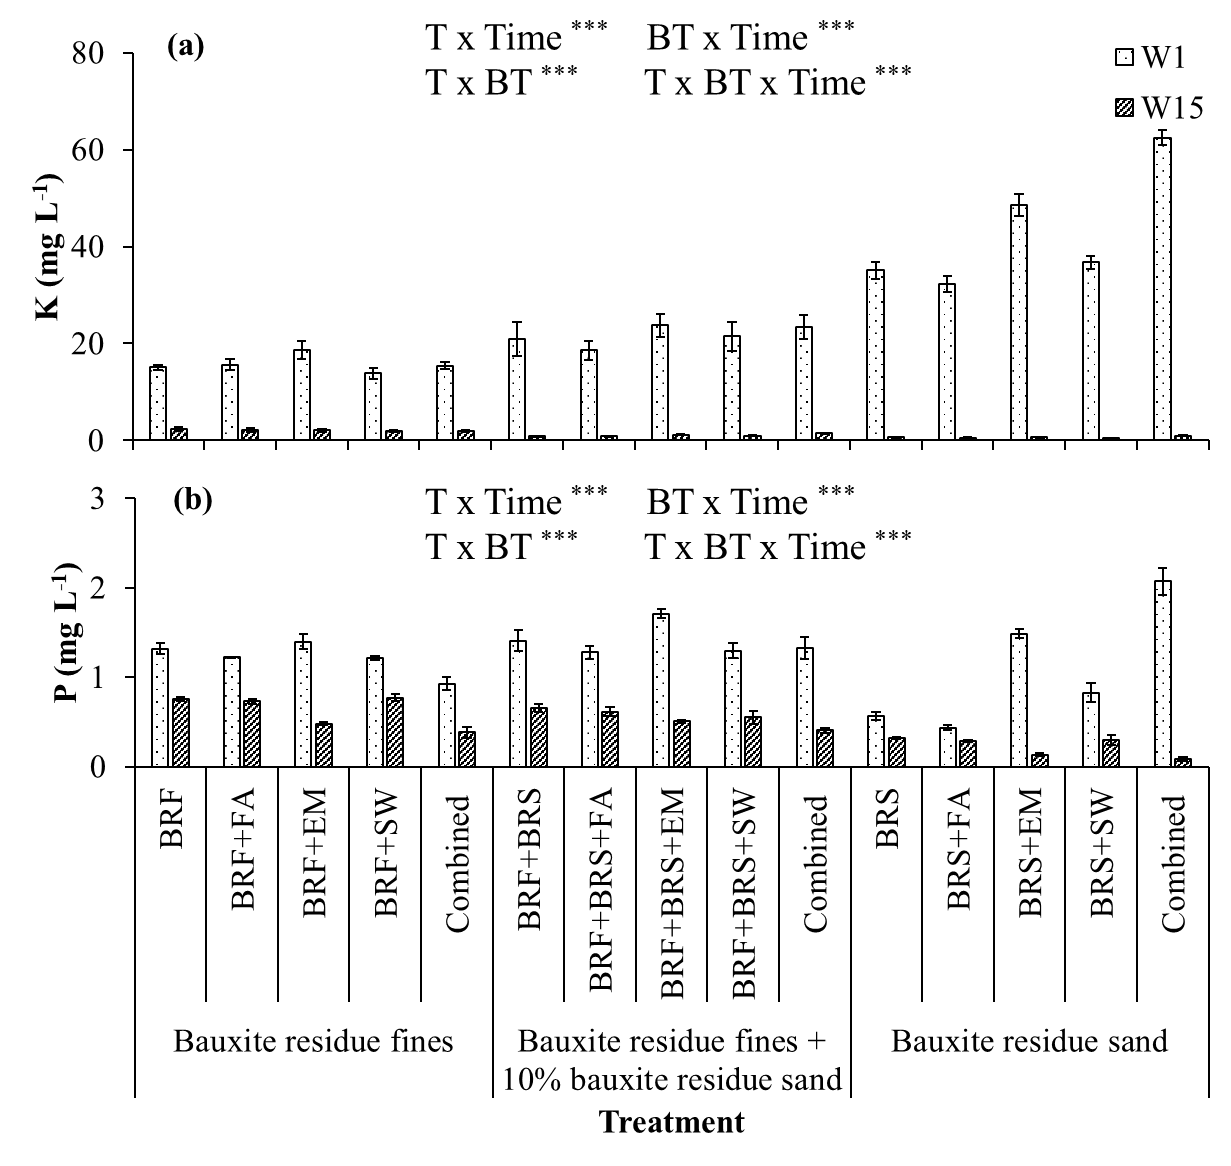 (a)
T x Time *** BT x Time ***
T x BT *** T x BT x Time ***
W1
W15
K (mg L-1)
80
60
40
20
0
(b)
T x Time *** BT x Time ***
T x BT *** T x BT x Time ***
P (mg L-1)
3
2
1
0
BRF
BRF+FA
BRF+EM
BRF+SW
Combined
BRF+BRS
BRF+BRS+FA
BRF+BRS+EM
BRF+BRS+SW
Combined
BRS
BRS+FA
BRS+EM
BRS+SW
Combined
Bauxite residue fines
Bauxite residue fines +
10% bauxite residue sand
Bauxite residue sand
Treatment